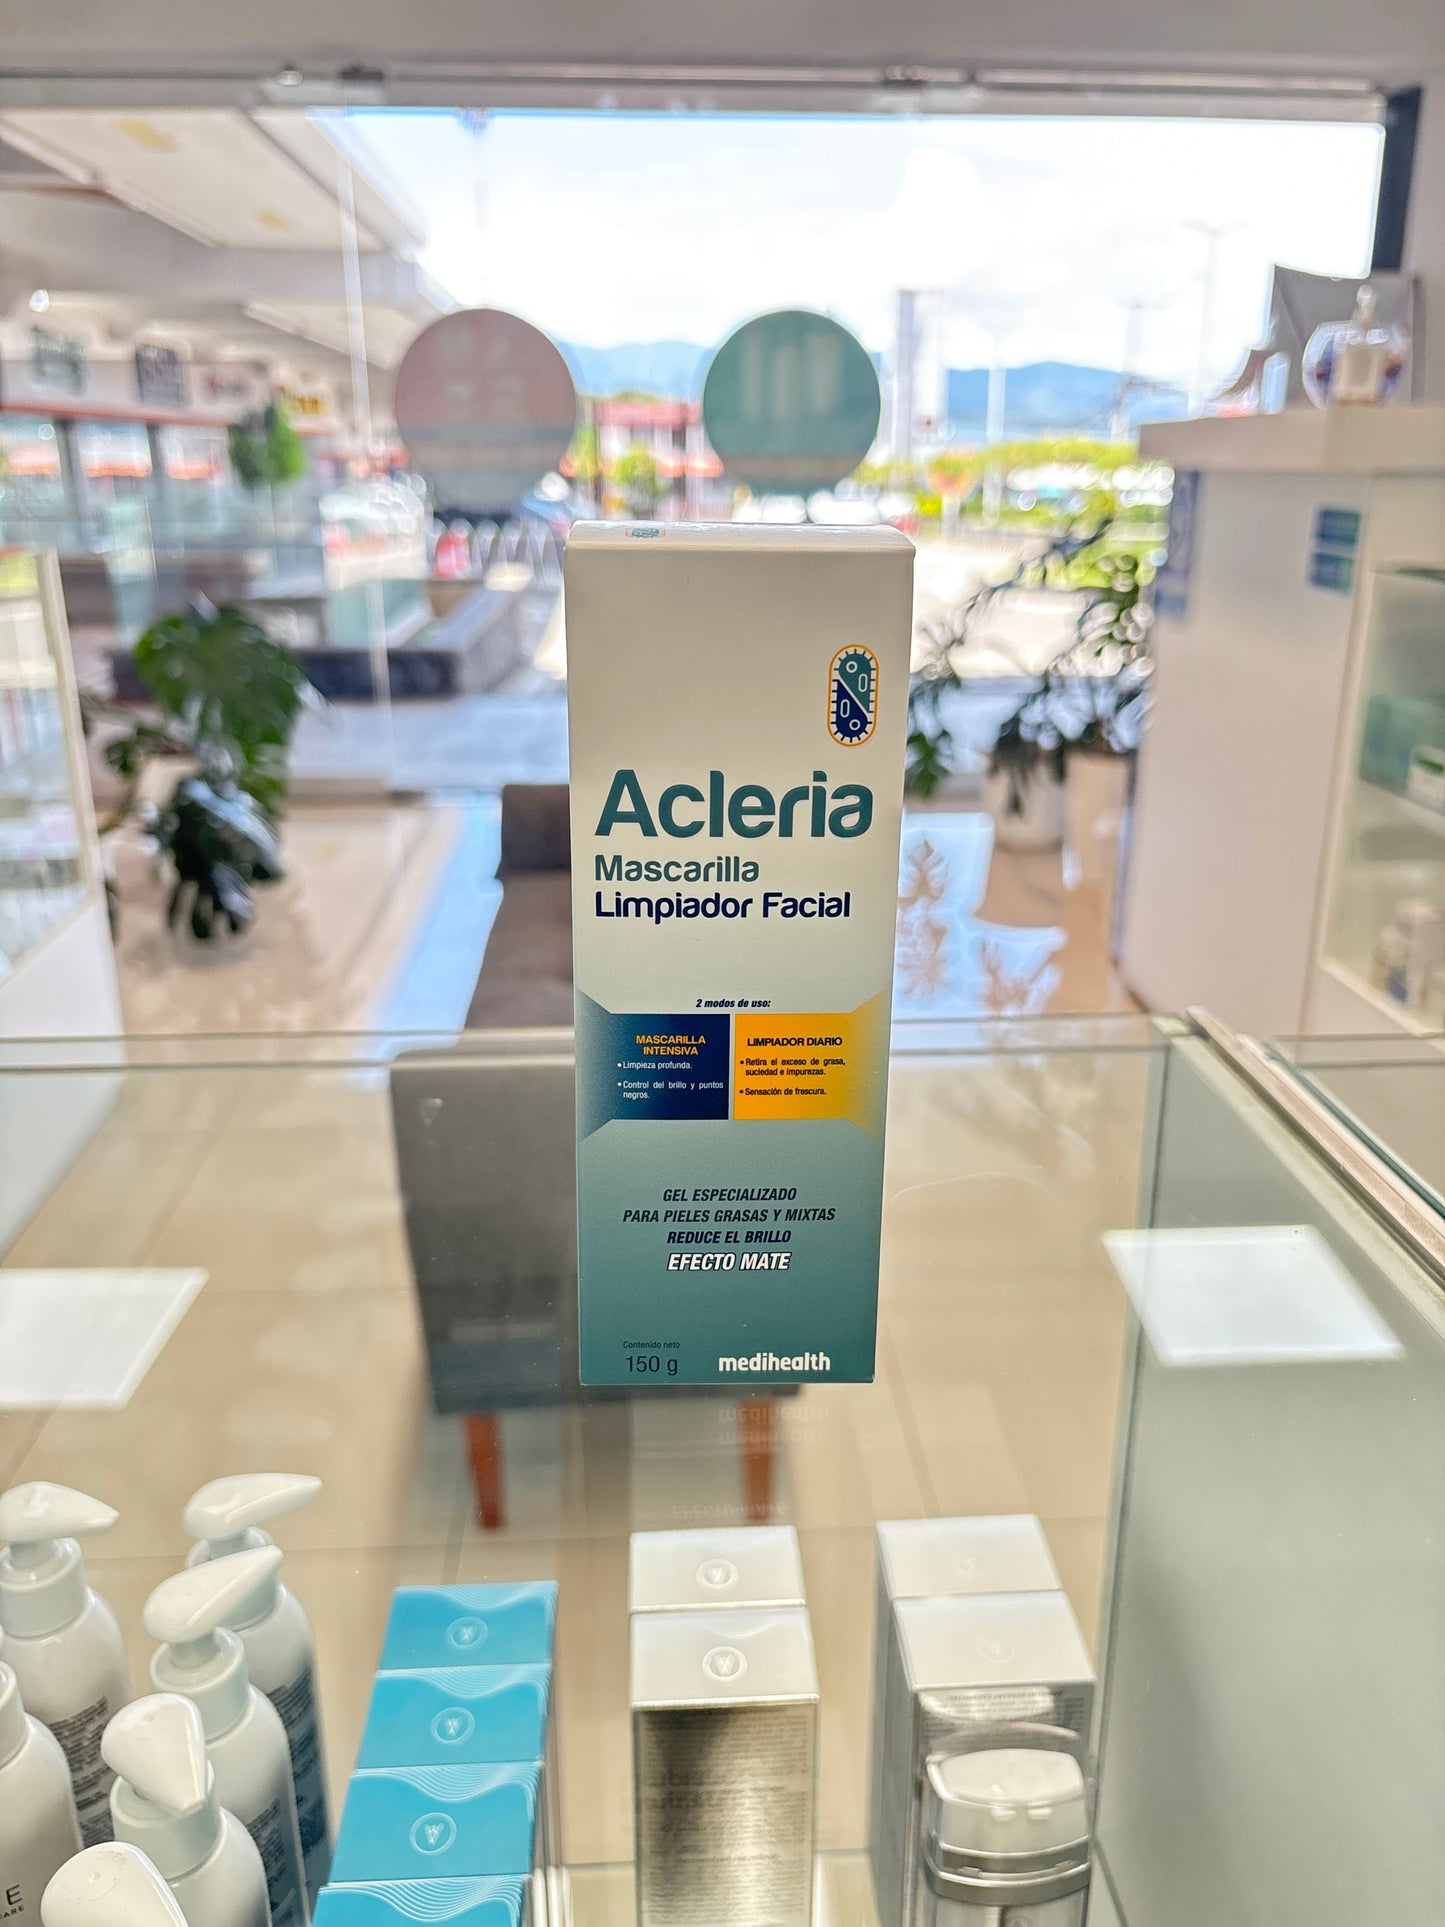 Acleria
Mascarilla
Limpiador Facial
2 modos de uso:
MASCARILLA
INTENSIVA
• Limpieza profunda.
• Control del brillo y puntos
negros.
LIMPIADOR DIARIO
• Retira el exceso de grasa,
suciedad e impurezas.
• Sensación de frescura.
GEL ESPECIALIZADO
PARA PIELES GRASAS Y MIXTAS
REDUCE EL BRILLO
EFECTO MATE
Contenido neto
150 g
medihealth